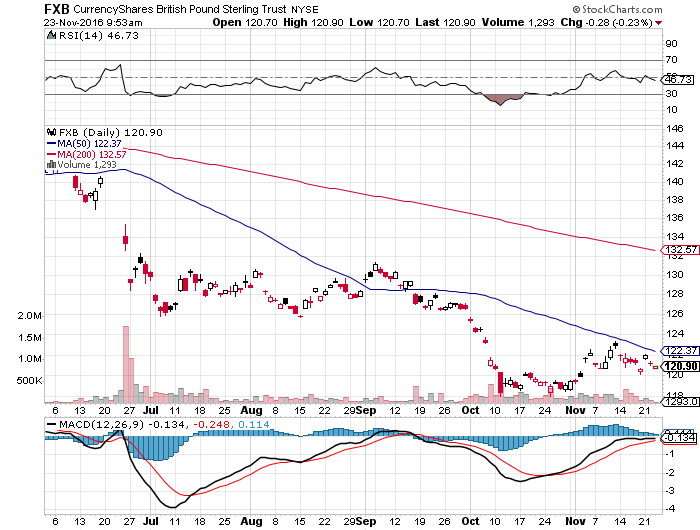 FXB CurrencyShares British Pound Sterling Trust NYSE © StockCharts.com
23-Nov-2016 9:53am Open 120.70 High 120.90 Low 120.70 Last 120.90 Volume 1,293 Chg -0.28 (-0.23%)
RSI(14) 46.73
90
70
50
46.73
30
10
FXB (Daily) 120.90
MA(50) 122.37
MA(200) 132.57
Volume 1,293
146
144
142
140
138
136
134
132.57
130
128
126
124
122.37
120.90
120
118
1293.0
2.0M
1.5M
1.0M
500K
6 13 20 27 Jul 11 18 25 Aug 8 15 22 29 Sep 12 19 26 Oct 10 17 24 Nov 7 14 21
MACD(12,26,9) -0.134, -0.248, 0.114
-0.134
-1
-2
-3
-4
6 13 20 27 Jul 11 18 25 Aug 8 15 22 29 Sep 12 19 26 Oct 10 17 24 Nov 7 14 21